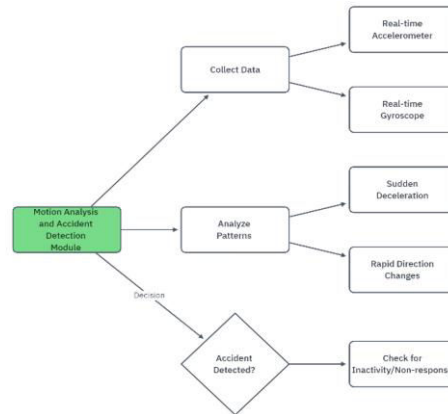 Real-time
Accelerometer
Collect Data
Real-time
Gyroscope
Sudden
Deceleration
Motion Analysis
and Accident
Detection
Module
Analyze
Patterns
Rapid Direction
Changes
Decision
Accident
Detected?
Check for
Inactivity/Non-respons